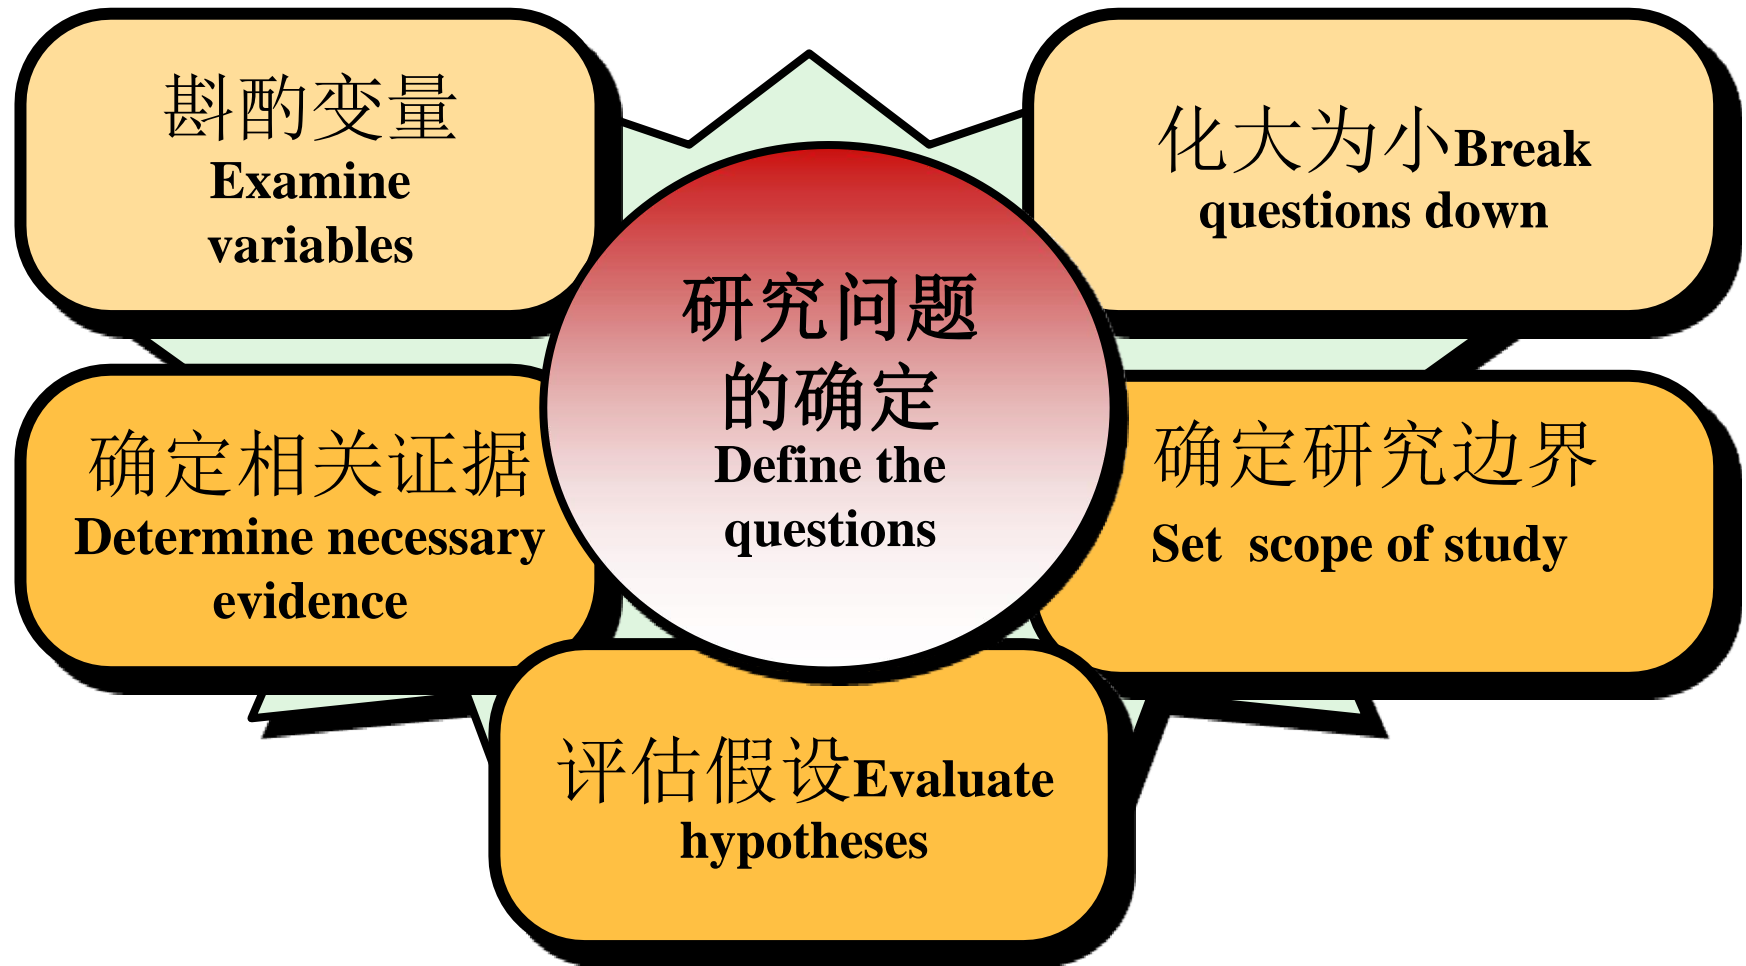 斟酌变量
Examine
variables
化大为小Break
questions down
研究问题
的确定
Define the
questions
确定相关证据
Determine necessary
evidence
确定研究边界
Set  scope of study
评估假设Evaluate
hypotheses